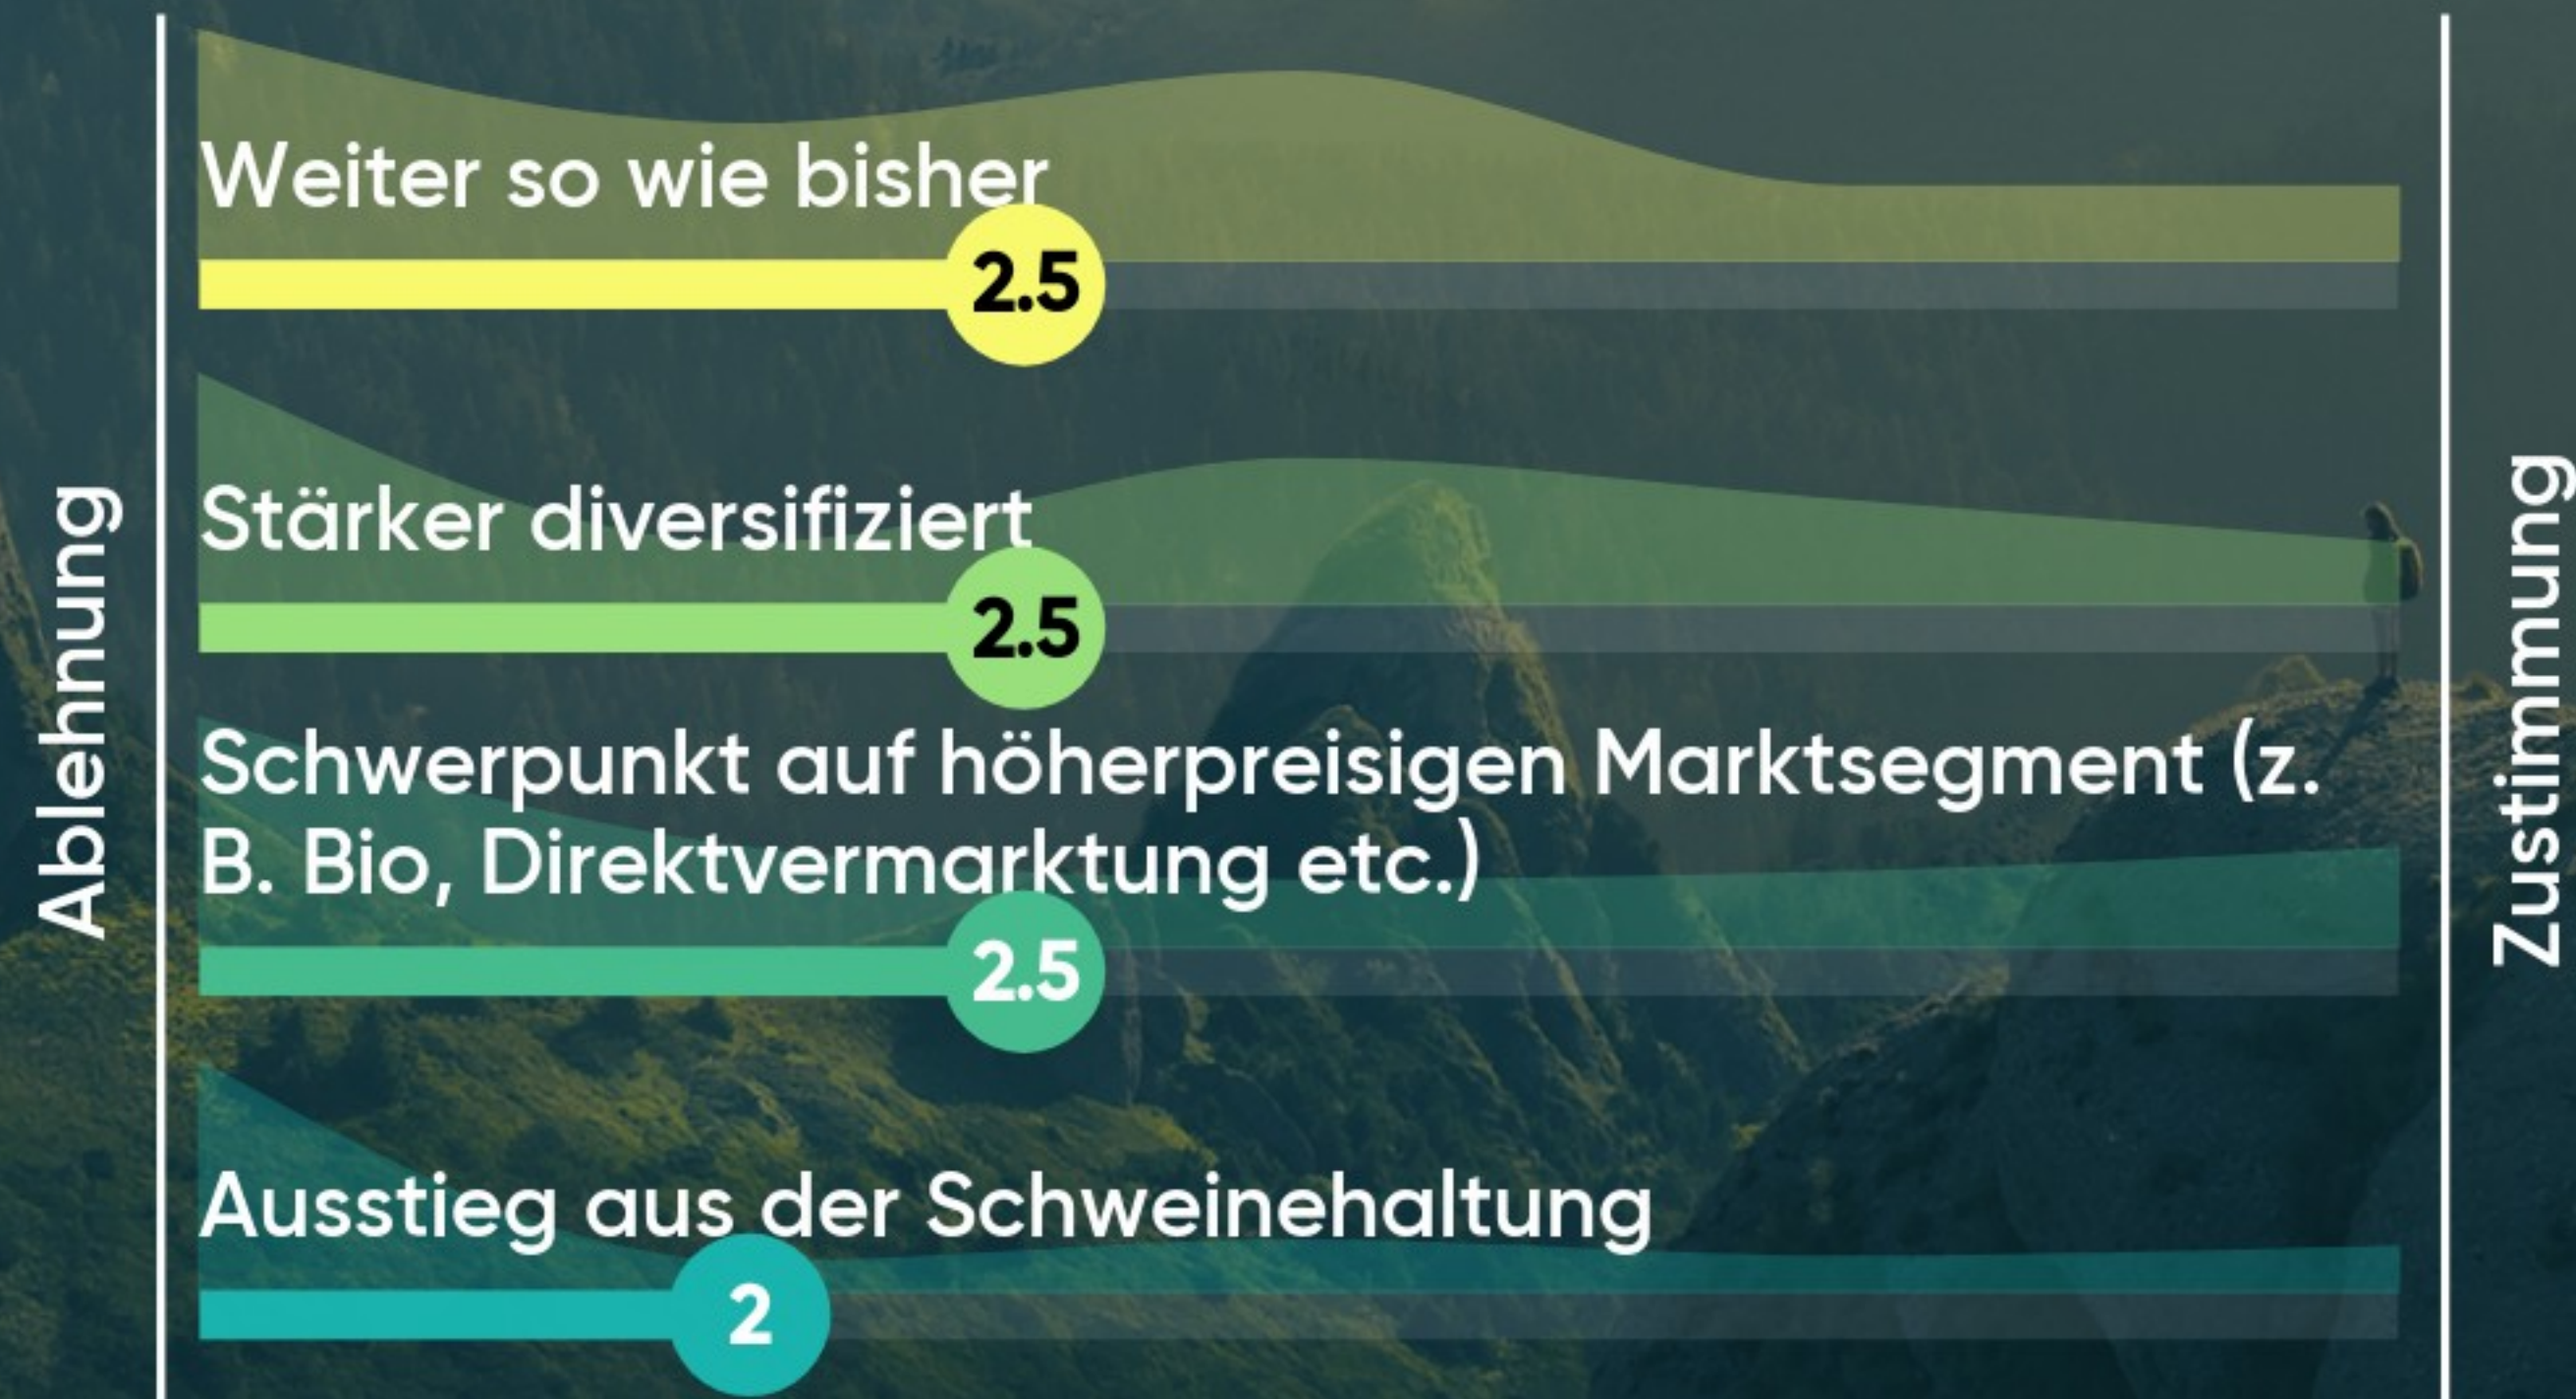 Ablehnung
Weiter so wie bisher
2.5
Stärker diversifiziert
2.5
Schwerpunkt auf höherpreisigen Marktsegment (z.
B. Bio, Direktvermarktung etc.)
2.5
Ausstieg aus der Schweinehaltung
2
Zustimmung